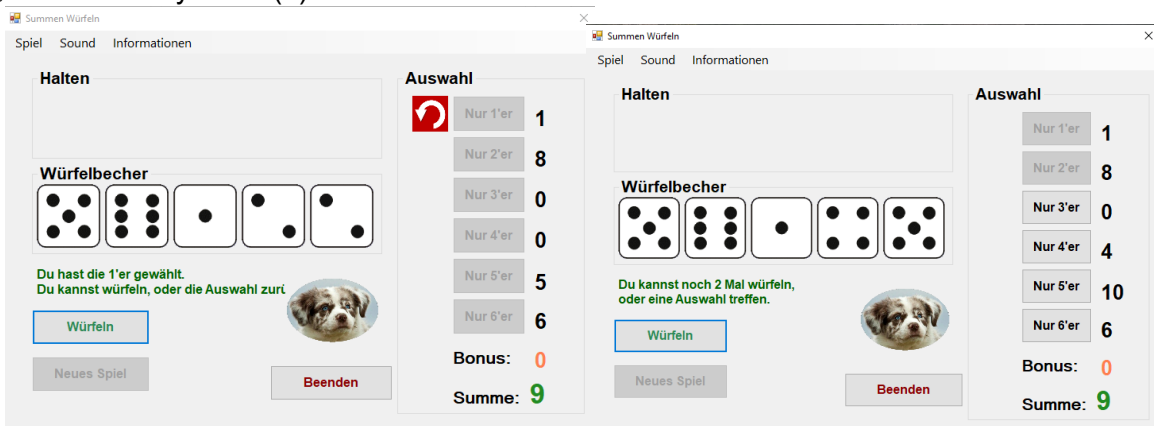 Summen Würfeln
Spiel Sound Informationen
Halten
Auswahl
Nur 1'er 1
Nur 2'er 8
Würfelbecher
Nur 3'er 0
Nur 4'er 0
Du hast die 1'er gewählt.
Du kannst würfeln, oder die Auswahl zurü
Nur 5'er 5
Nur 6'er 6
Würfeln
Bonus: 0
Neues Spiel
Beenden
Summe: 9
Summen Würfeln
Spiel Sound Informationen
Halten
Auswahl
Nur 1'er 1
Nur 2'er 8
Würfelbecher
Nur 3'er 0
Nur 4'er 4
Du kannst noch 2 Mal würfeln,
oder eine Auswahl treffen.
Nur 5'er 10
Nur 6'er 6
Würfeln
Bonus: 0
Neues Spiel
Beenden
Summe: 9